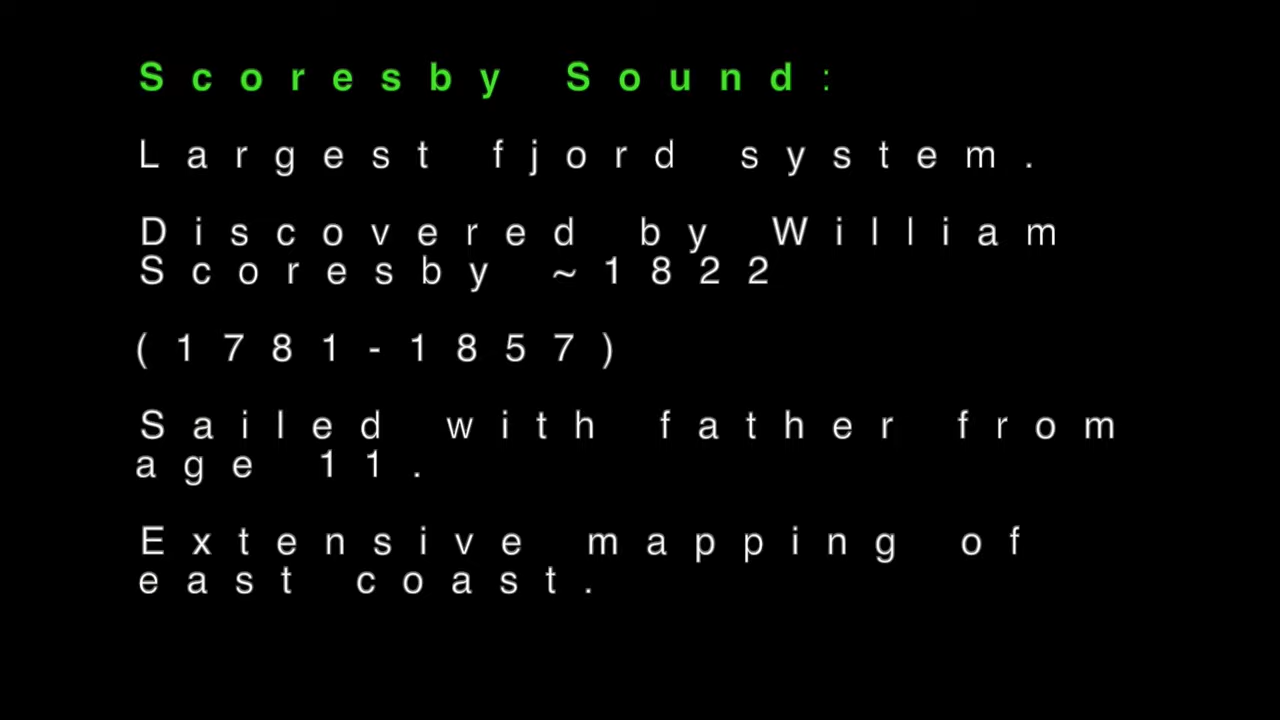 Scoresby Sound:
Largest fjord system.
Discovered by William
Scoresby ~1822
(1781-1857)
Sailed with father from
age 11.
Extensive mapping of
east coast.